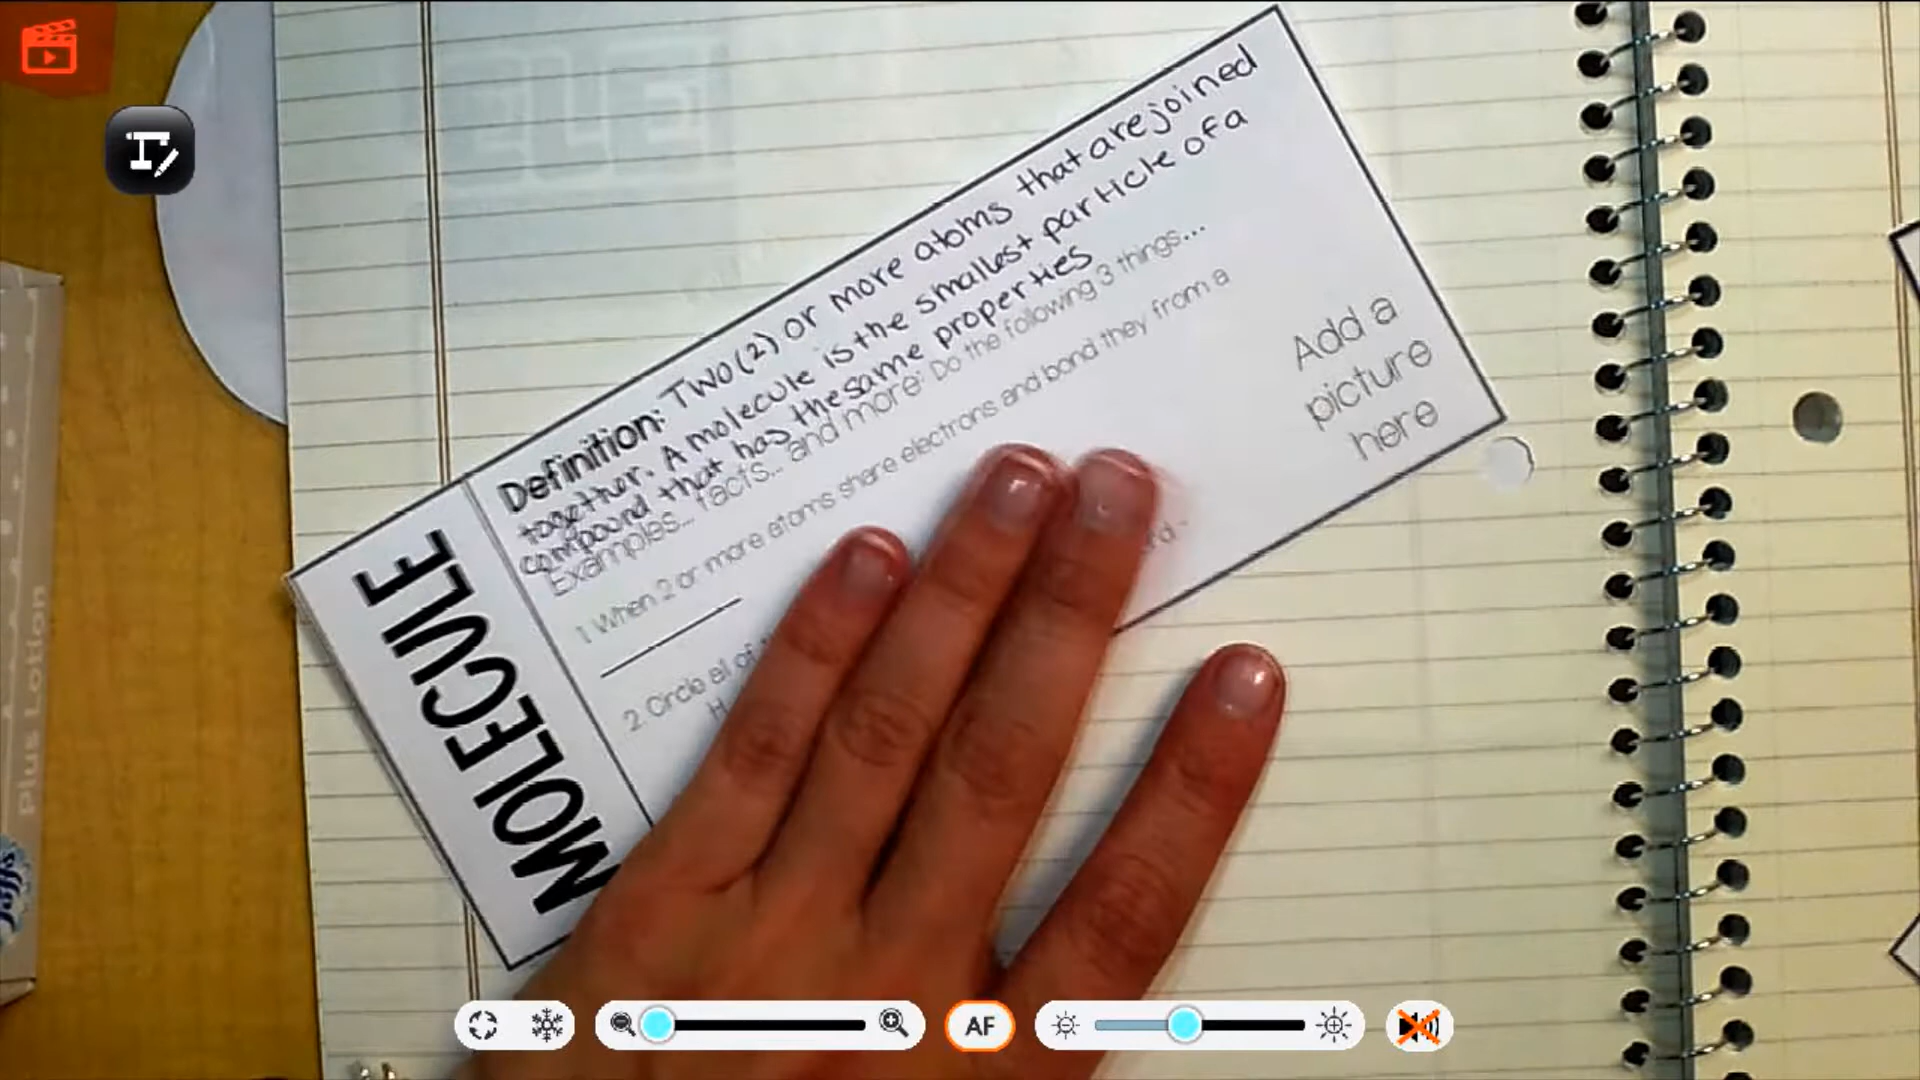 MOLECULE
Definition: Two (2) or more atoms that are joined
together. A molecule is the smallest particle of a
compound that has the same properties
Examples... facts... and more: Do the following 3 things...
1. When 2 or more atoms share electrons and bond they from a
2. Circle all of
H
Add a
picture
here
Plus Lotion
Puffs
AF